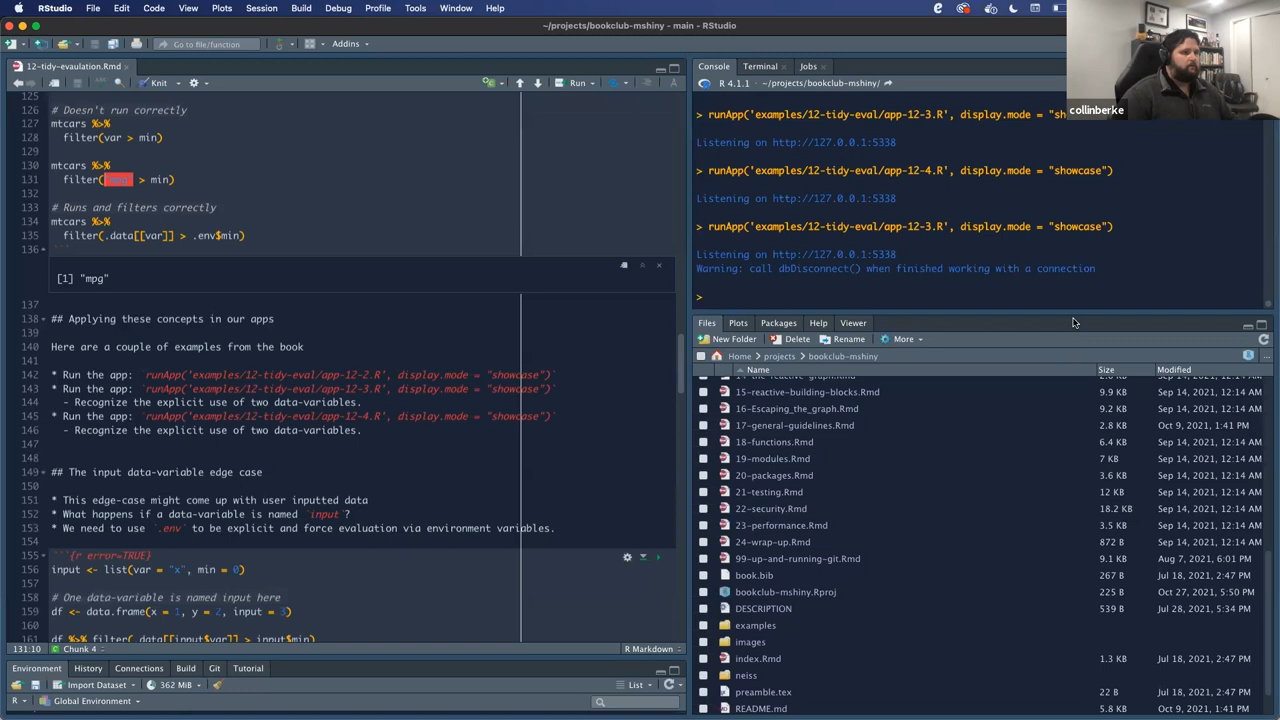 RStudio File Edit Code View Plots Session Build Debug Profile Tools Window Help
~/projects/bookclub-mshiny - main - RStudio
Go to file/function Addins
12-tidy-evaulation.Rmd
Knit Run
125
126 # Doesn't run correctly
127 mtcars %>%
128 filter(var > min)
129
130 mtcars %>%
131 filter( > min)
132
133 # Runs and filters correctly
134 mtcars %>%
135 filter(.data[[var]] > .env$min)
136 ```
[1] "mpg"
137
138 ## Applying these concepts in our apps
139
140 Here are a couple of examples from the book
141
142 * Run the app: `runApp('examples/12-tidy-eval/app-12-2.R', display.mode = "showcase")`
143 * Run the app: `runApp('examples/12-tidy-eval/app-12-3.R', display.mode = "showcase")`
144 - Recognize the explicit use of two data-variables.
145 * Run the app: `runApp('examples/12-tidy-eval/app-12-4.R', display.mode = "showcase")`
146 - Recognize the explicit use of two data-variables.
147
148
149 ## The input data-variable edge case
150
151 * This edge-case might come up with user inputted data
152 * What happens if a data-variable is named `input`?
153 * We need to use `.env` to be explicit and force evaluation via environment variables.
154
155 ```{r error=TRUE}
156 input <- list(var = "x", min = 0)
157
158 # One data-variable is named input here
159 df <- data.frame(x = 1, y = 2, input = 3)
160
161 df %>% filter(.data[[input$var]] > input$min)
131:10 Chunk 4 R Markdown
Environment History Connections Build Git Tutorial
Import Dataset 362 MiB List
R Global Environment
Console Terminal Jobs
R 4.1.1 · ~/projects/bookclub-mshiny/
> runApp('examples/12-tidy-eval/app-12-3.R', display.mode = "sh
Listening on http://127.0.0.1:5338
> runApp('examples/12-tidy-eval/app-12-4.R', display.mode = "showcase")
Listening on http://127.0.0.1:5338
> runApp('examples/12-tidy-eval/app-12-3.R', display.mode = "showcase")
Listening on http://127.0.0.1:5338
Warning: call dbDisconnect() when finished working with a connection
>
collinberke
Files Plots Packages Help Viewer
New Folder Delete Rename More
Home projects bookclub-mshiny
Name Size Modified
14-the-reactive-graph.Rmd Sep 14, 2021, 12:14 AM
15-reactive-building-blocks.Rmd 9.9 KB Sep 14, 2021, 12:14 AM
16-Escaping_the_graph.Rmd 9.2 KB Sep 14, 2021, 12:14 AM
17-general-guidelines.Rmd 2.8 KB Oct 9, 2021, 1:41 PM
18-functions.Rmd 6.4 KB Sep 14, 2021, 12:14 AM
19-modules.Rmd 7 KB Sep 14, 2021, 12:14 AM
20-packages.Rmd 3.6 KB Sep 14, 2021, 12:14 AM
21-testing.Rmd 12 KB Sep 14, 2021, 12:14 AM
22-security.Rmd 18.2 KB Sep 14, 2021, 12:14 AM
23-performance.Rmd 3.5 KB Sep 14, 2021, 12:14 AM
24-wrap-up.Rmd 872 B Sep 14, 2021, 12:14 AM
99-up-and-running-git.Rmd 9.1 KB Aug 7, 2021, 6:01 PM
book.bib 267 B Jul 18, 2021, 2:47 PM
bookclub-mshiny.Rproj 225 B Oct 27, 2021, 5:50 PM
DESCRIPTION 539 B Jul 28, 2021, 5:34 PM
examples
images
index.Rmd 1.3 KB Jul 18, 2021, 2:47 PM
neiss
preamble.tex 22 B Jul 18, 2021, 2:47 PM
README.md 5.8 KB Oct 9, 2021, 1:41 PM